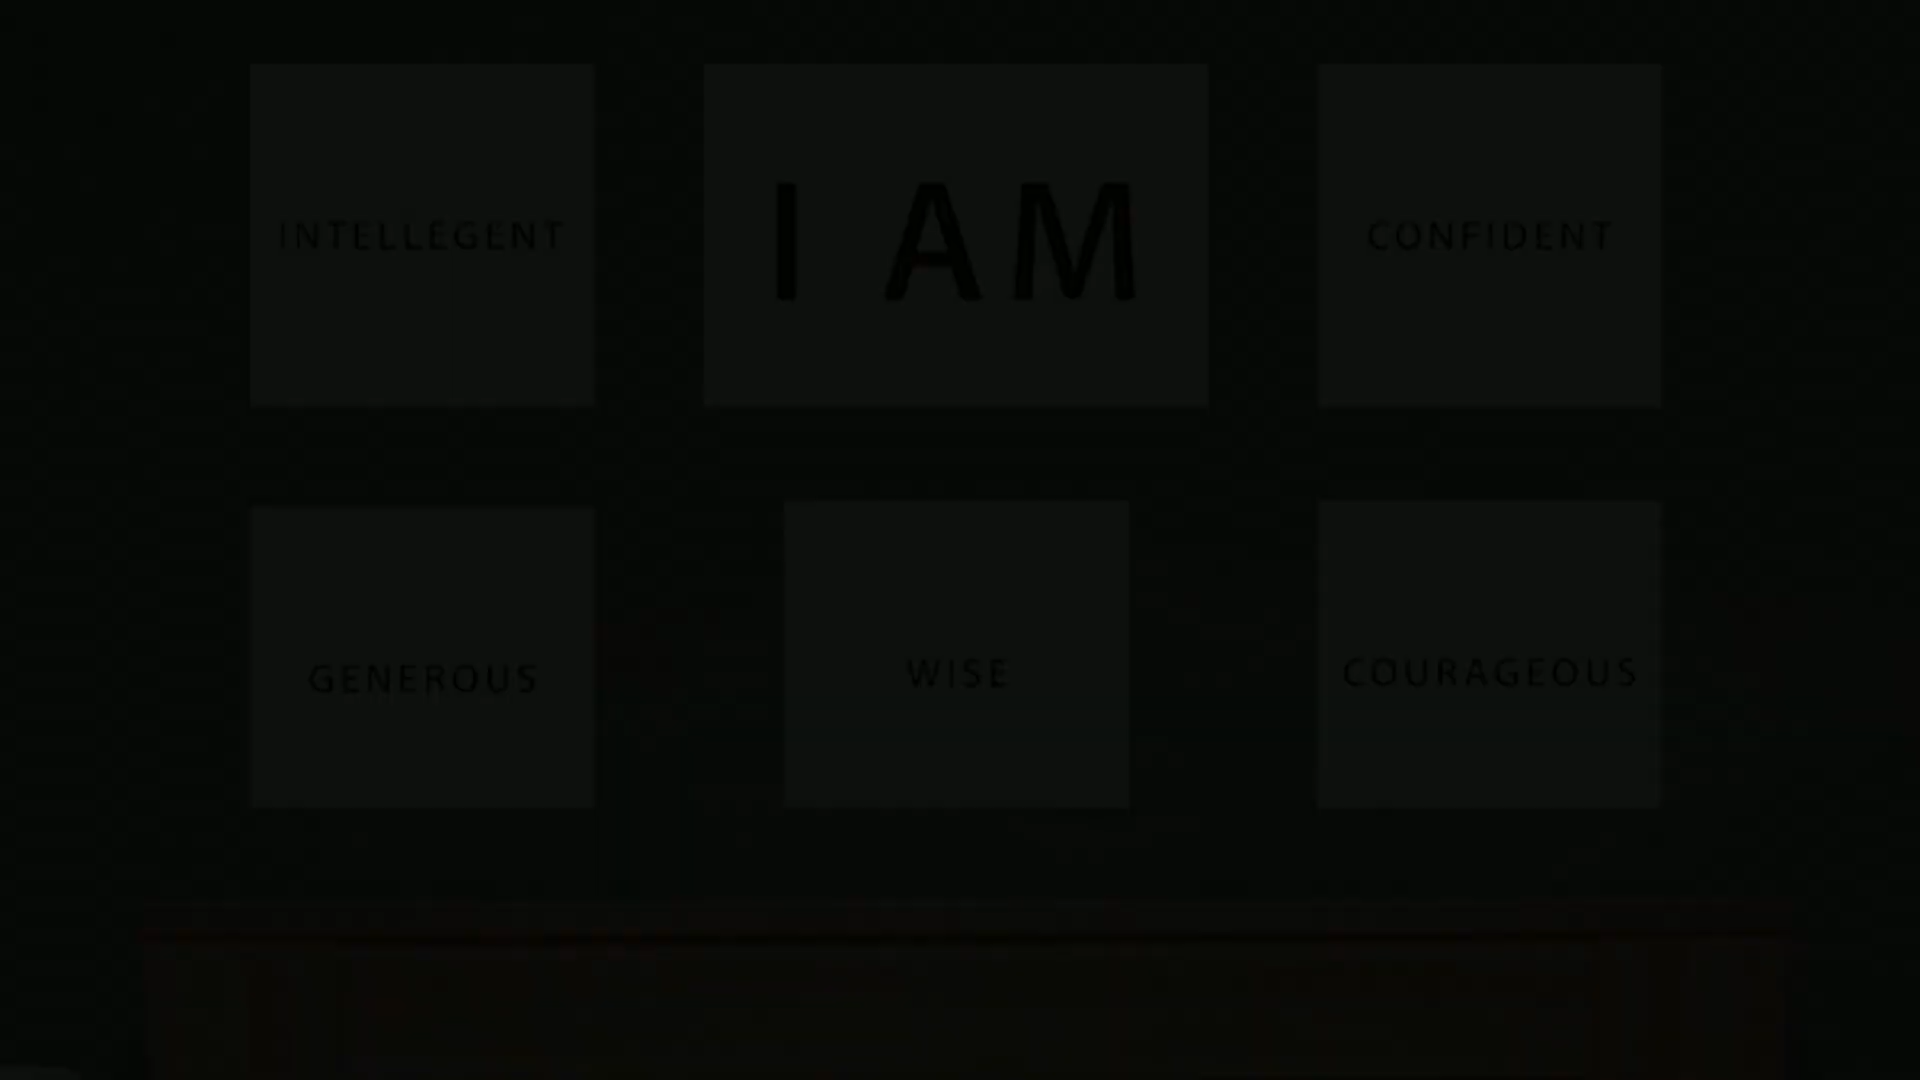 INTELLEGENT
I AM
CONFIDENT
GENEROUS
WISE
COURAGEOUS